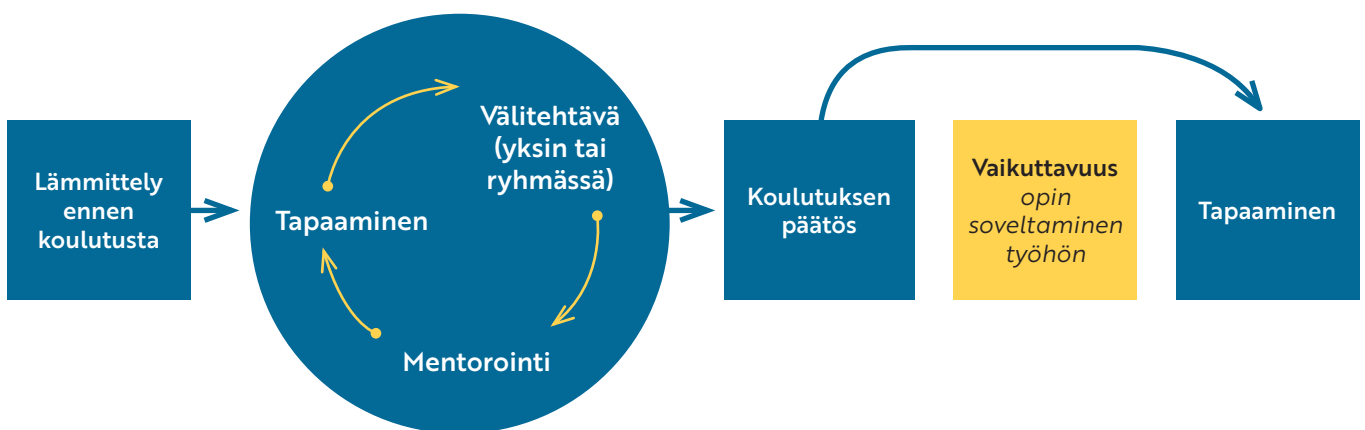 Lämmittely
ennen
koulutusta
Välitehtävä
(yksin tai
ryhmässä)
Tapaaminen
Mentorointi
Koulutuksen
päätös
Vaikuttavuus
opin
soveltaminen
työhön
Tapaaminen